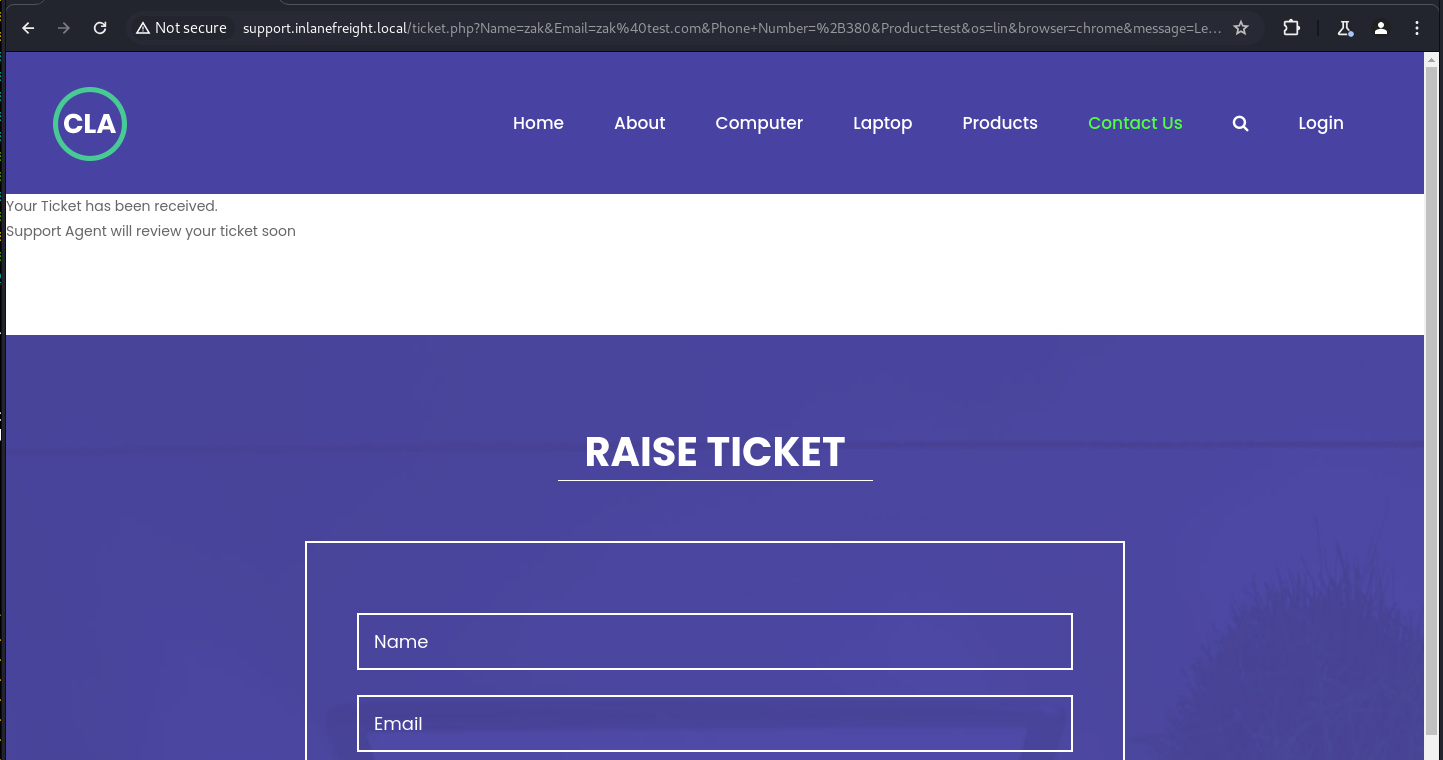 Not secure support.inlanefreight.local/ticket.php?Name=zak&Email=zak%40test.com&Phone+Number=%2B380&Product=test&os=lin&browser=chrome&message=Le...
CLA Home About Computer Laptop Products Contact Us Login
Your Ticket has been received.
Support Agent will review your ticket soon
RAISE TICKET
Name
Email